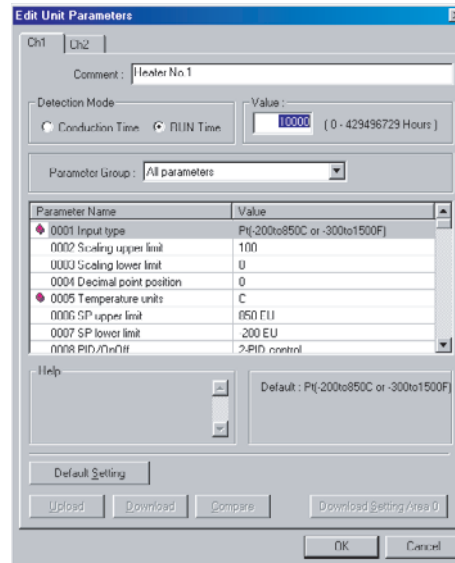 Edit Unit Parameters
Ch1 Ch2
Comment : Heater No.1
Detection Mode
Conduction Time RUN Time
Value :
10000 ( 0 - 429496729 Hours )
Parameter Group : All parameters
Parameter Name Value
0001 Input type Pt(-200to850C or -300to1500F)
0002 Scaling upper limit 100
0003 Scaling lower limit 0
0004 Decimal point position 0
0005 Temperature units C
0006 SP upper limit 850 EU
0007 SP lower limit -200 EU
0008 PID/OnOff 2-PID control
Help
Default : Pt(-200to850C or -300to1500F)
Default Setting
Upload Download Compare Download Setting Area 0
OK Cancel